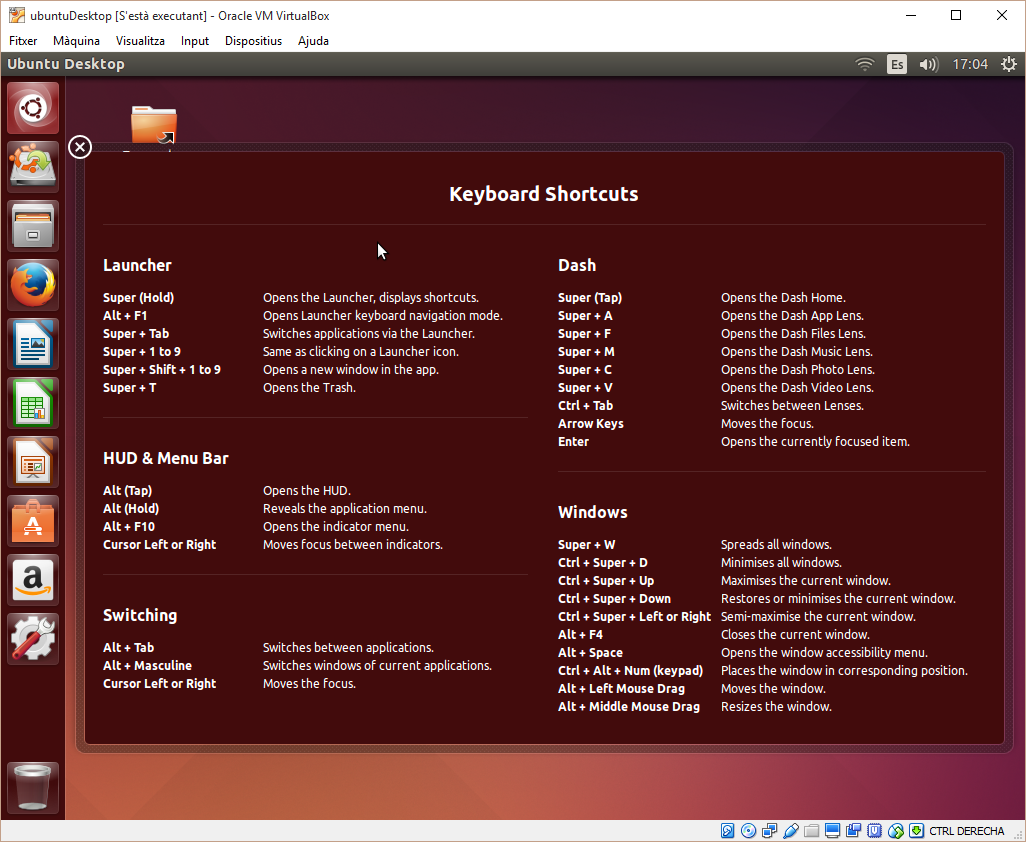 ubuntuDesktop [S'està executant] - Oracle VM VirtualBox
Fitxer Màquina Visualitza Input Dispositius Ajuda
Ubuntu Desktop Es 17:04
Keyboard Shortcuts
Launcher
Super (Hold) Opens the Launcher, displays shortcuts.
Alt + F1 Opens Launcher keyboard navigation mode.
Super + Tab Switches applications via the Launcher.
Super + 1 to 9 Same as clicking on a Launcher icon.
Super + Shift + 1 to 9 Opens a new window in the app.
Super + T Opens the Trash.
HUD & Menu Bar
Alt (Tap) Opens the HUD.
Alt (Hold) Reveals the application menu.
Alt + F10 Opens the indicator menu.
Cursor Left or Right Moves focus between indicators.
Switching
Alt + Tab Switches between applications.
Alt + Masculine Switches windows of current applications.
Cursor Left or Right Moves the focus.
Dash
Super (Tap) Opens the Dash Home.
Super + A Opens the Dash App Lens.
Super + F Opens the Dash Files Lens.
Super + M Opens the Dash Music Lens.
Super + C Opens the Dash Photo Lens.
Super + V Opens the Dash Video Lens.
Ctrl + Tab Switches between Lenses.
Arrow Keys Moves the focus.
Enter Opens the currently focused item.
Windows
Super + W Spreads all windows.
Ctrl + Super + D Minimises all windows.
Ctrl + Super + Up Maximises the current window.
Ctrl + Super + Down Restores or minimises the current window.
Ctrl + Super + Left or Right Semi-maximise the current window.
Alt + F4 Closes the current window.
Alt + Space Opens the window accessibility menu.
Ctrl + Alt + Num (keypad) Places the window in corresponding position.
Alt + Left Mouse Drag Moves the window.
Alt + Middle Mouse Drag Resizes the window.
CTRL DERECHA